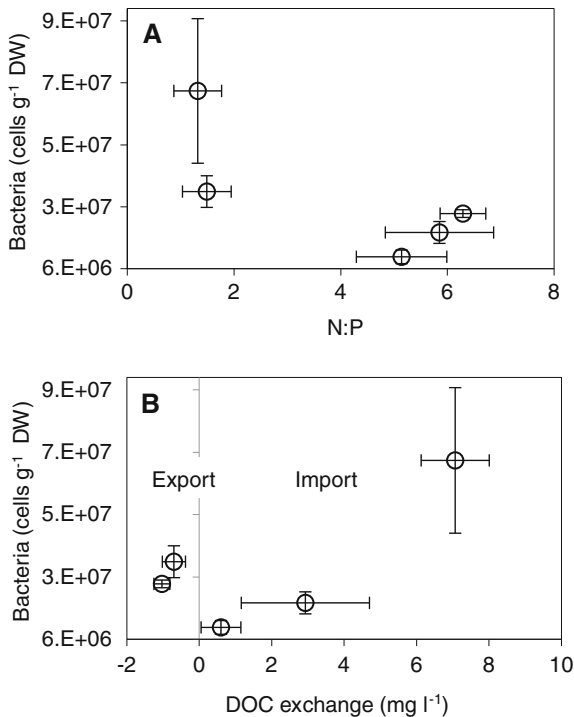 A
Bacteria (cells g⁻¹ DW)
9.E+07
7.E+07
5.E+07
3.E+07
6.E+06
0 2 4 6 8
N:P
B
Bacteria (cells g⁻¹ DW)
9.E+07
7.E+07
5.E+07
3.E+07
6.E+06
Export Import
-2 0 2 4 6 8 10
DOC exchange (mg l⁻¹)